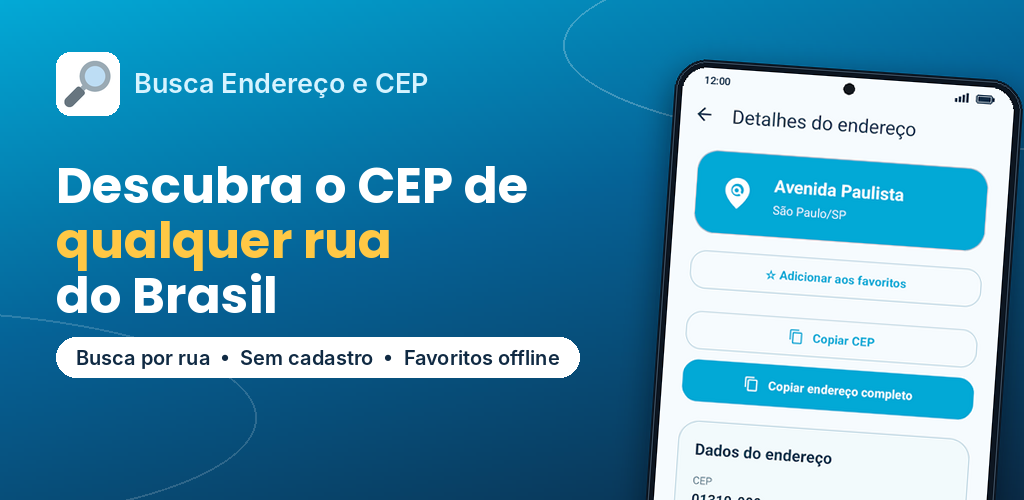 Busca Endereço e CEP
Descubra o CEP de
qualquer rua
do Brasil
Busca por rua • Sem cadastro • Favoritos offline
12:00
Detalhes do endereço
Avenida Paulista
São Paulo/SP
☆ Adicionar aos favoritos
Copiar CEP
Copiar endereço completo
Dados do endereço
CEP